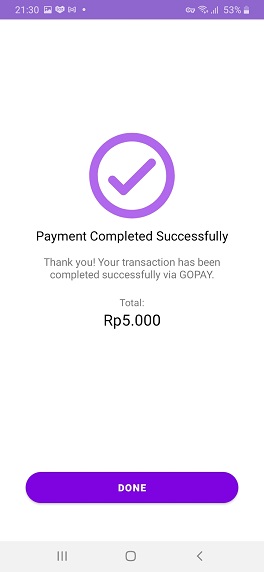 21:30
53%
Payment Completed Successfully
Thank you! Your transaction has been
completed successfully via GOPAY.
Total:
Rp5.000
DONE